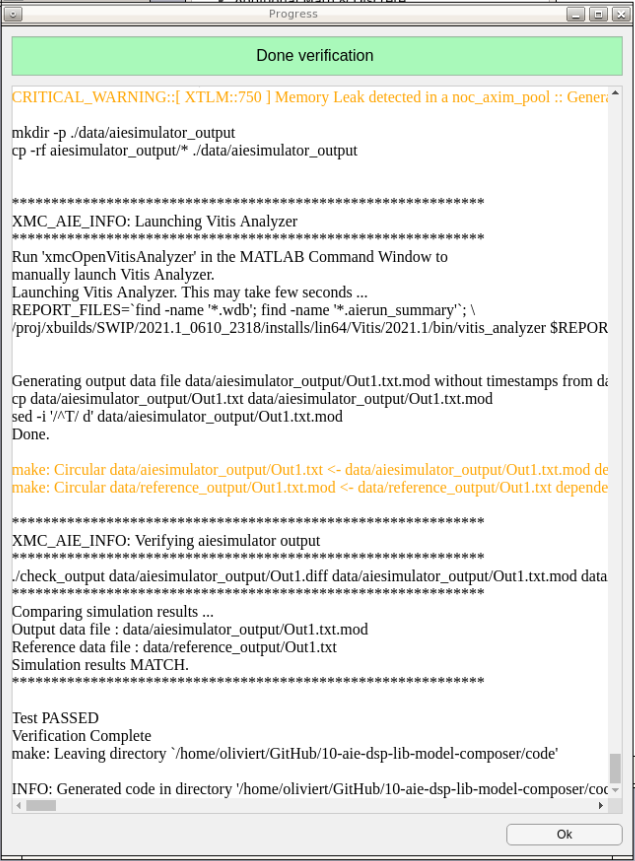 Progress
Done verification
CRITICAL_WARNING::[ XTLM::750 ] Memory Leak detected in a noc_axim_pool :: Genera
mkdir -p ./data/aiesimulator_output
cp -rf aiesimulator_output/* ./data/aiesimulator_output
************************************************************
XMC_AIE_INFO: Launching Vitis Analyzer
************************************************************
Run 'xmcOpenVitisAnalyzer' in the MATLAB Command Window to
manually launch Vitis Analyzer.
Launching Vitis Analyzer. This may take few seconds ...
REPORT_FILES=`find -name '*.wdb'; find -name '*.aierun_summary'`; \
/proj/xbuilds/SWIP/2021.1_0610_2318/installs/lin64/Vitis/2021.1/bin/vitis_analyzer $REPOR
Generating output data file data/aiesimulator_output/Out1.txt.mod without timestamps from da
cp data/aiesimulator_output/Out1.txt data/aiesimulator_output/Out1.txt.mod
sed -i '/^T/ d' data/aiesimulator_output/Out1.txt.mod
Done.
make: Circular data/aiesimulator_output/Out1.txt <- data/aiesimulator_output/Out1.txt.mod de
make: Circular data/reference_output/Out1.txt.mod <- data/reference_output/Out1.txt depende
************************************************************
XMC_AIE_INFO: Verifying aiesimulator output
************************************************************
./check_output data/aiesimulator_output/Out1.diff data/aiesimulator_output/Out1.txt.mod data
************************************************************
Comparing simulation results ...
Output data file : data/aiesimulator_output/Out1.txt.mod
Reference data file : data/reference_output/Out1.txt
Simulation results MATCH.
************************************************************
Test PASSED
Verification Complete
make: Leaving directory `/home/oliviert/GitHub/10-aie-dsp-lib-model-composer/code'
INFO: Generated code in directory '/home/oliviert/GitHub/10-aie-dsp-lib-model-composer/cod
Ok